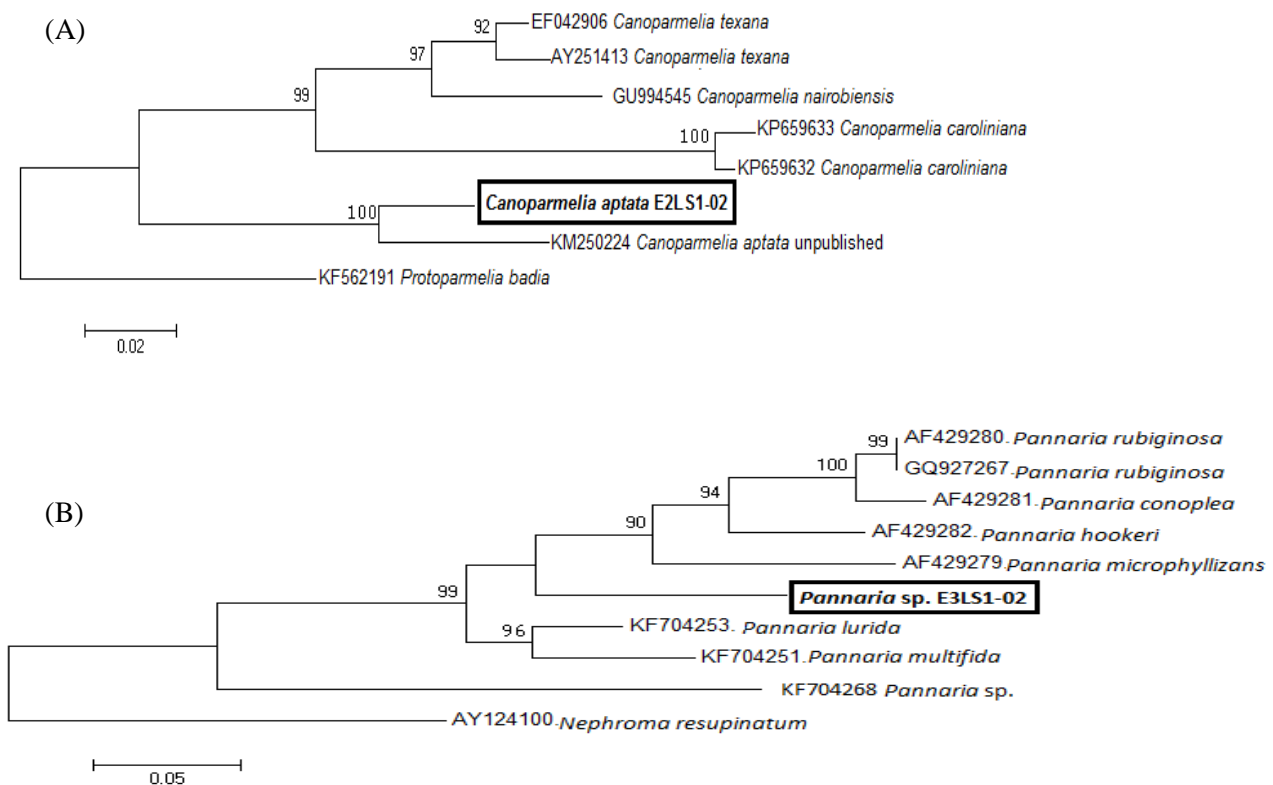 (A)
92
EF042906 Canoparmelia texana
AY251413 Canoparmelia texana
97
GU994545 Canoparmelia nairobiensis
99
KP659633 Canoparmelia caroliniana
100
KP659632 Canoparmelia caroliniana
Canoparmelia aptata E2LS1-02
100
KM250224 Canoparmelia aptata unpublished
KF562191 Protoparmelia badia
0.02
(B)
99
AF429280. Pannaria rubiginosa
GQ927267. Pannaria rubiginosa
100
AF429281. Pannaria conoplea
94
AF429282. Pannaria hookeri
90
AF429279. Pannaria microphyllizans
Pannaria sp. E3LS1-02
99
KF704253. Pannaria lurida
96
KF704251. Pannaria multifida
KF704268 Pannaria sp.
AY124100. Nephroma resupinatum
0.05